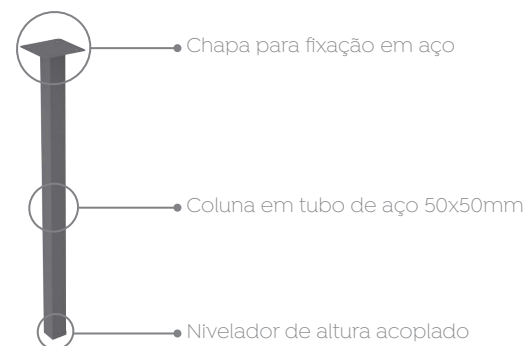 Chapa para fixação em aço
Coluna em tubo de aço 50x50mm
Nivelador de altura acoplado